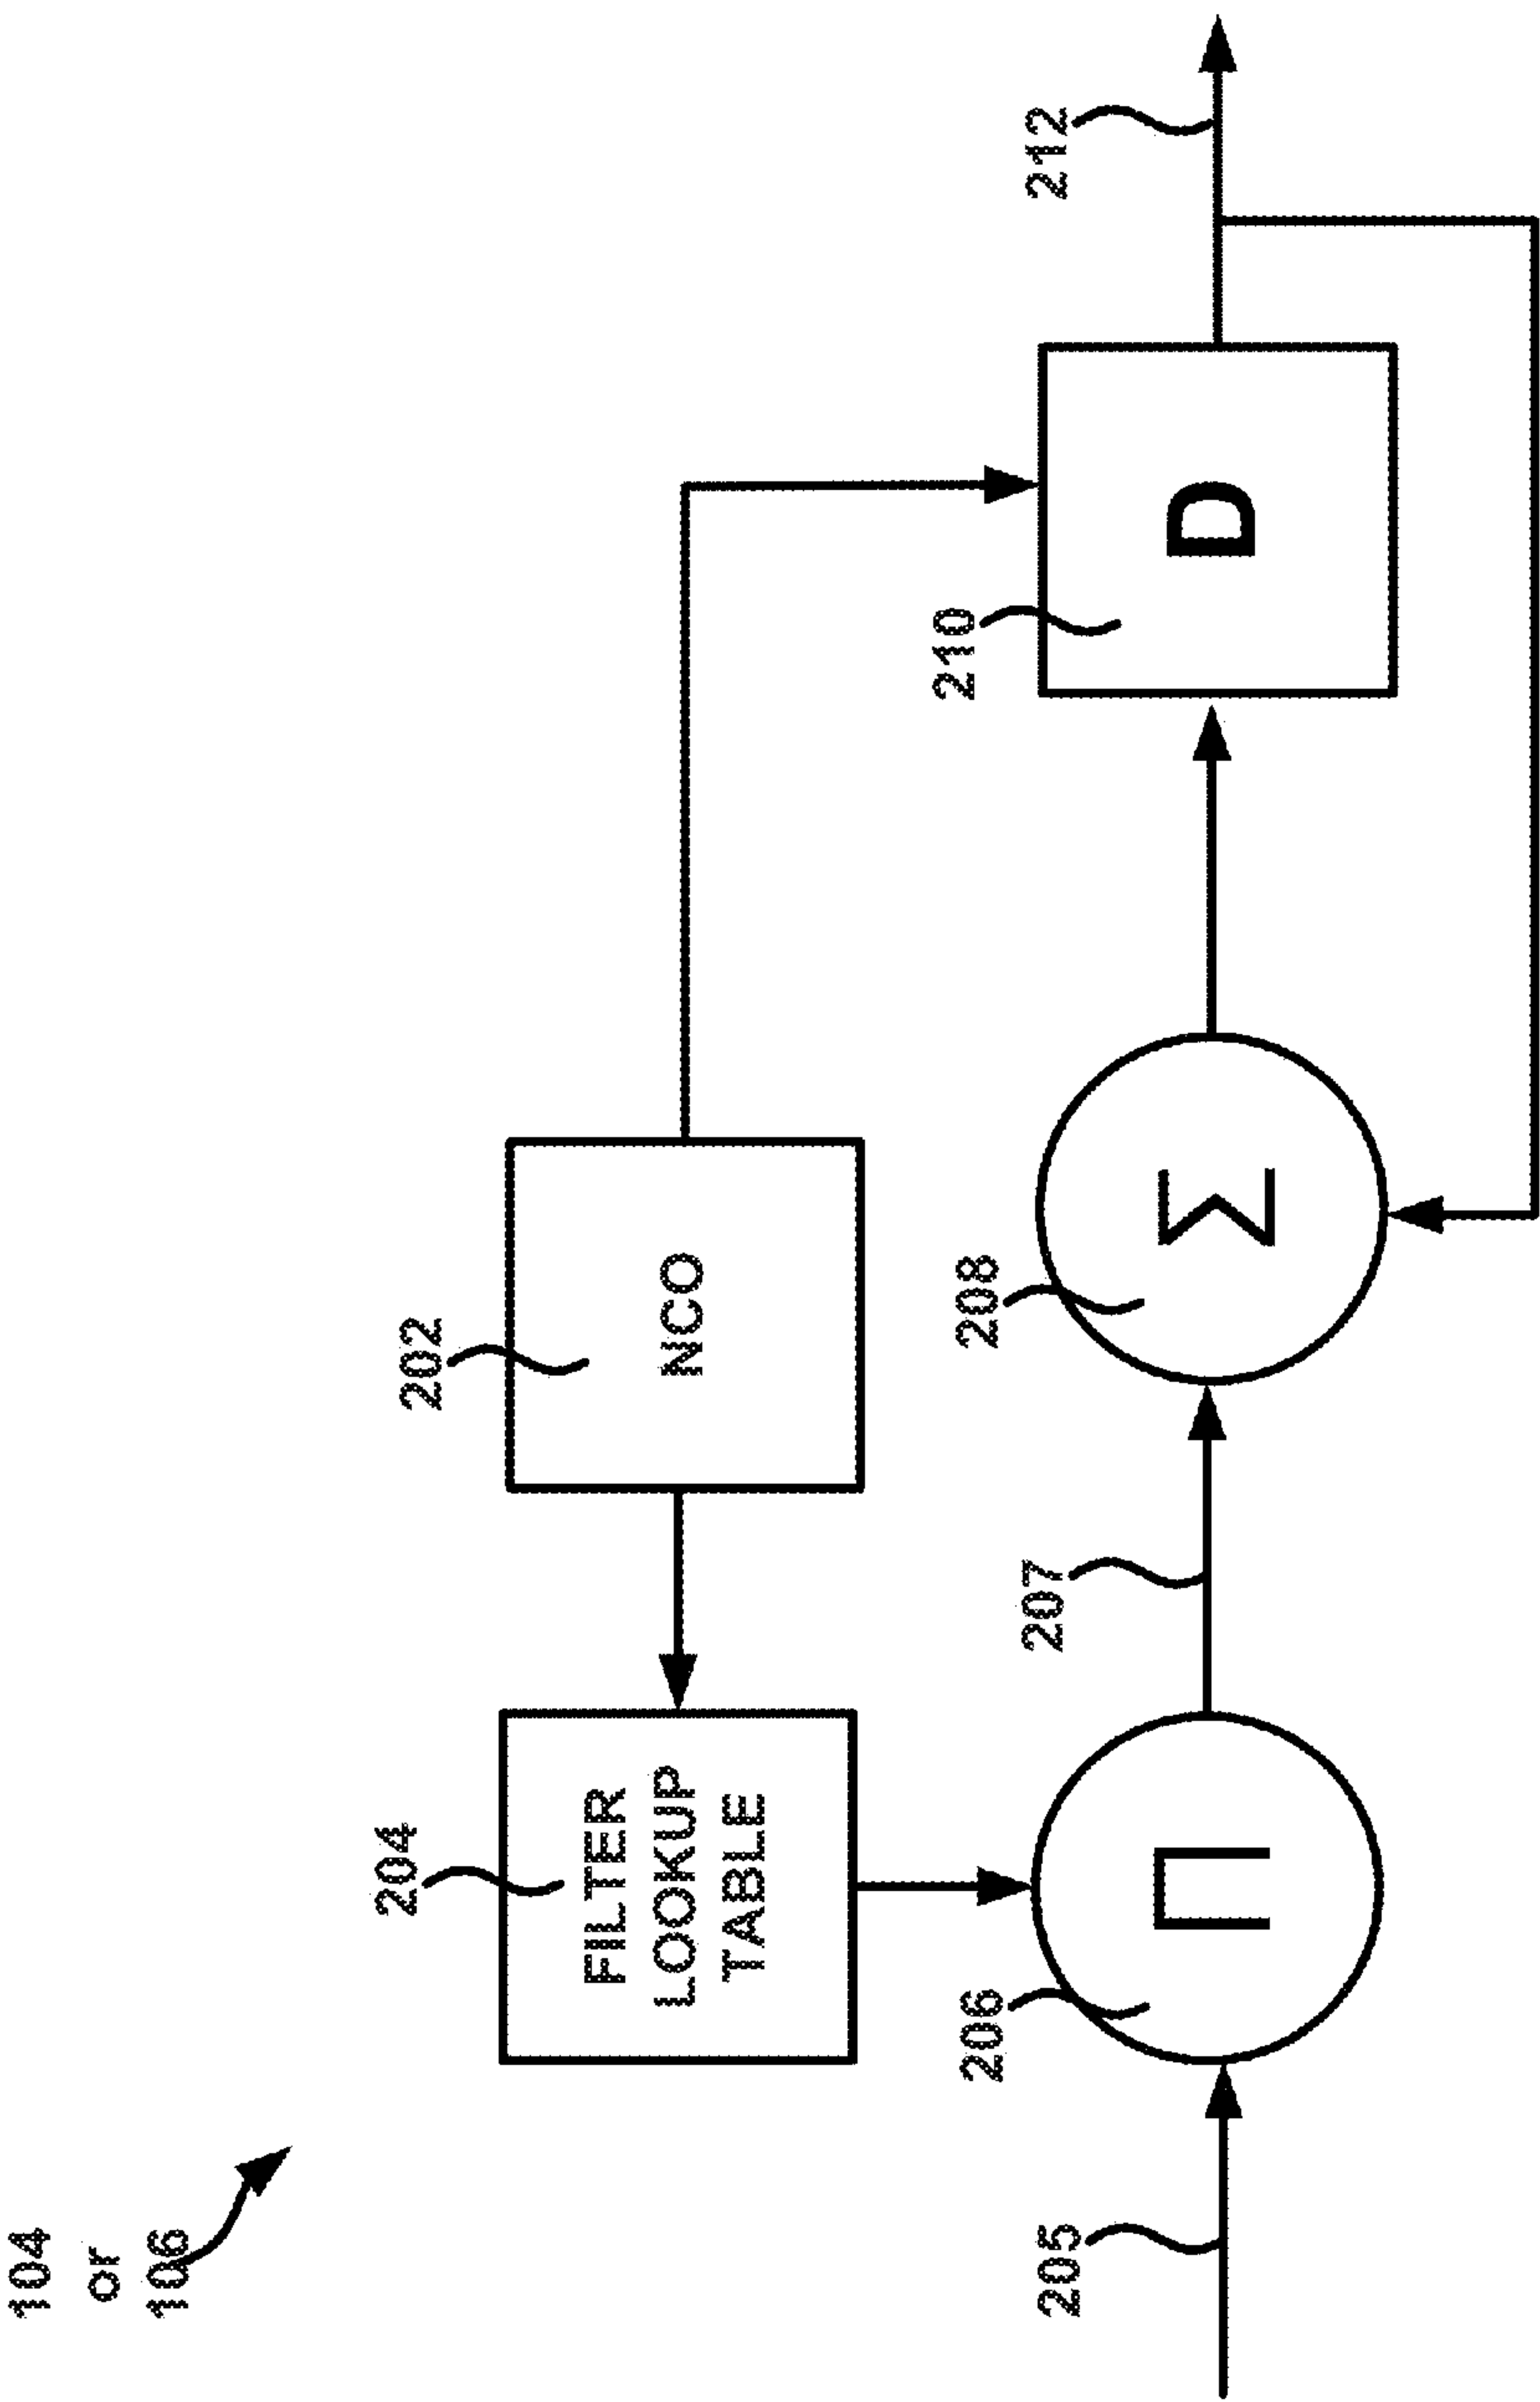 104
or
106
202
204
FILTER
LOOKUP
TABLE
NCO
210
D
212
206
Π
207
208
Σ
205